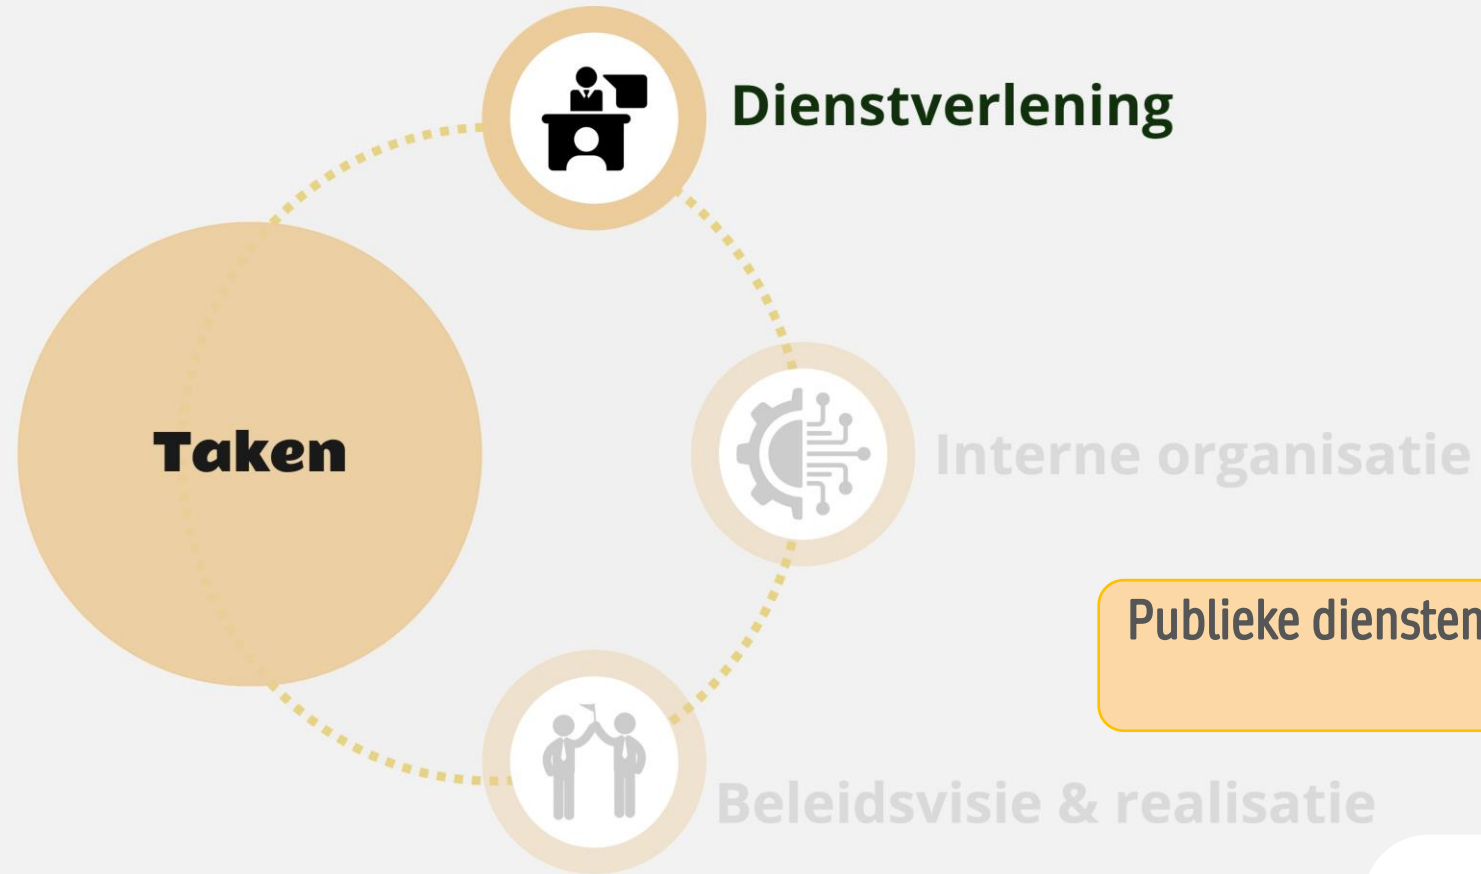 Dienstverlening
Taken
Interne organisatie
Publieke diensten
Beleidsvisie & realisatie